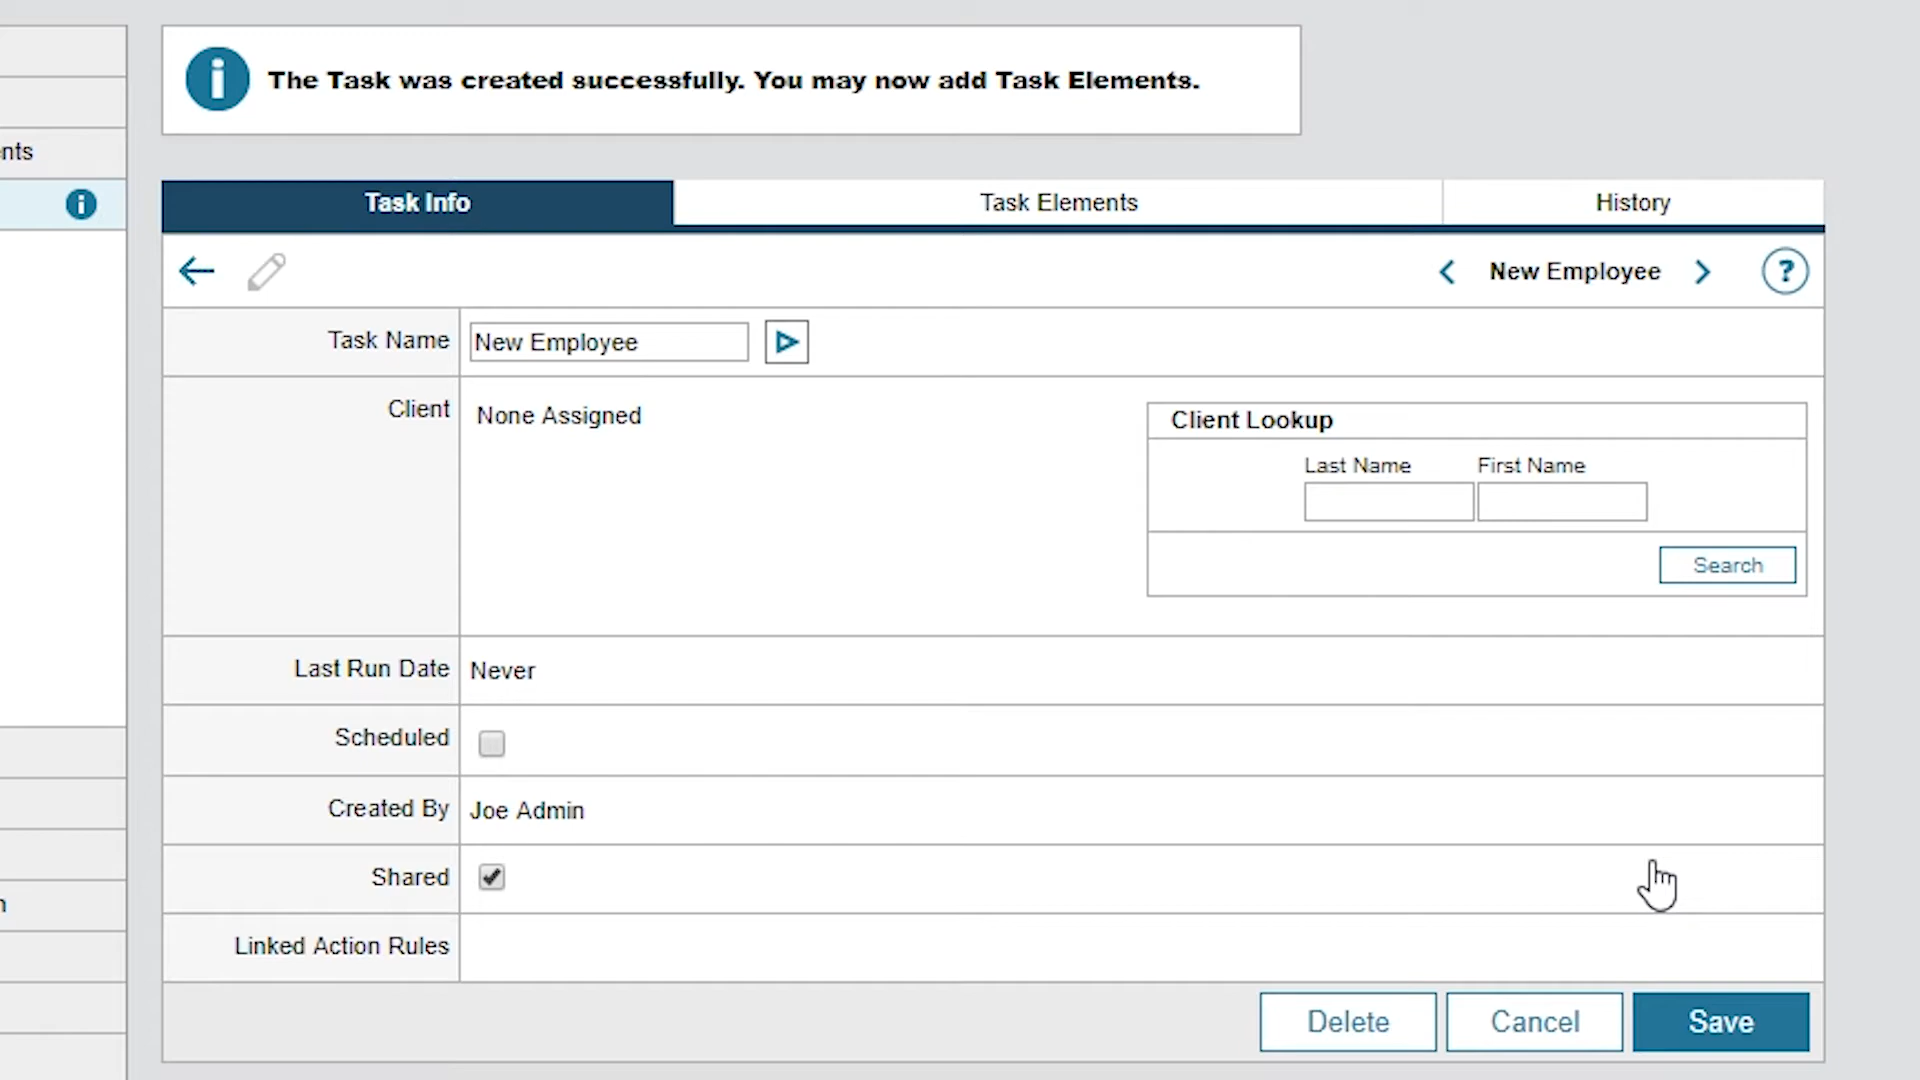 The Task was created successfully. You may now add Task Elements.
nts
Task Info
Task Elements
History
New Employee
?
Task Name
New Employee
Client
None Assigned
Client Lookup
Last Name
First Name
Search
Last Run Date
Never
Scheduled
Created By
Joe Admin
Shared
Linked Action Rules
Delete
Cancel
Save